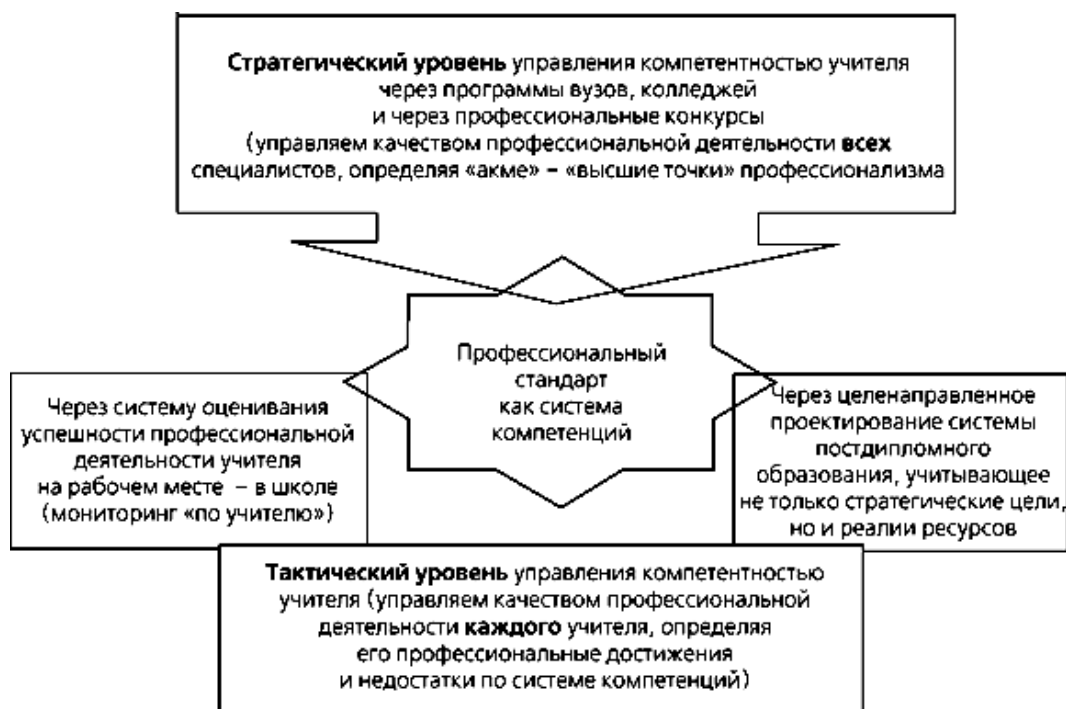 Стратегический уровень управления компетентностью учителя
через программы вузов, колледжей
и через профессиональные конкурсы
(управляем качеством профессиональной деятельности всех
специалистов, определяя «акме» – «высшие точки» профессионализма
Профессиональный
стандарт
как система
компетенций
Через систему оценивания
успешности профессиональной
деятельности учителя
на рабочем месте – в школе
(мониторинг «по учителю»)
Через целенаправленное
проектирование системы
постдипломного
образования, учитывающее
не только стратегические цели,
но и реалии ресурсов
Тактический уровень управления компетентностью
учителя (управляем качеством профессиональной
деятельности каждого учителя, определяя
его профессиональные достижения
и недостатки по системе компетенций)